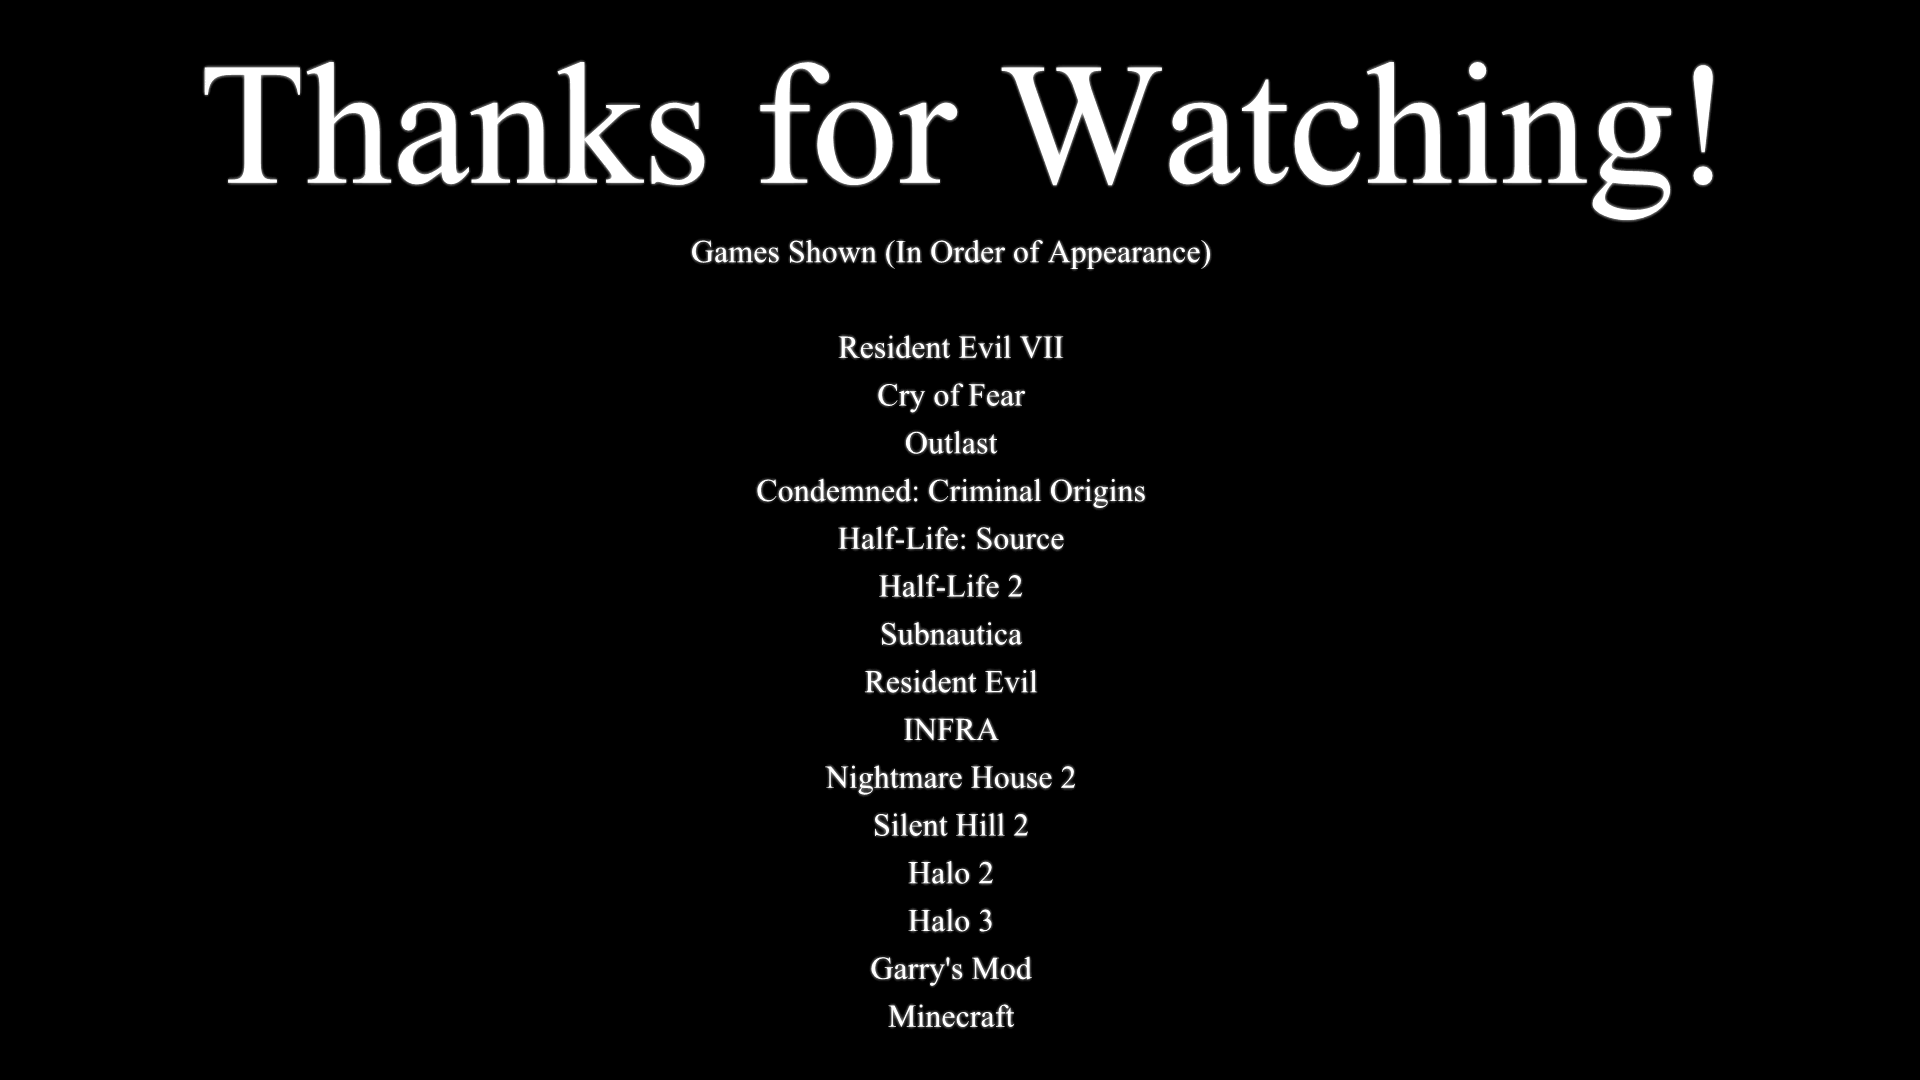 Thanks for Watching!
Games Shown (In Order of Appearance)
Resident Evil VII
Cry of Fear
Outlast
Condemned: Criminal Origins
Half-Life: Source
Half-Life 2
Subnautica
Resident Evil
INFRA
Nightmare House 2
Silent Hill 2
Halo 2
Halo 3
Garry's Mod
Minecraft